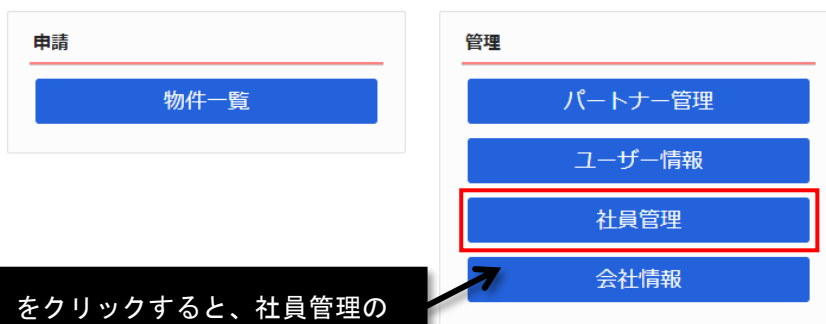 申請
物件一覧
管理
パートナー管理
ユーザー情報
社員管理
会社情報
をクリックすると、社員管理の